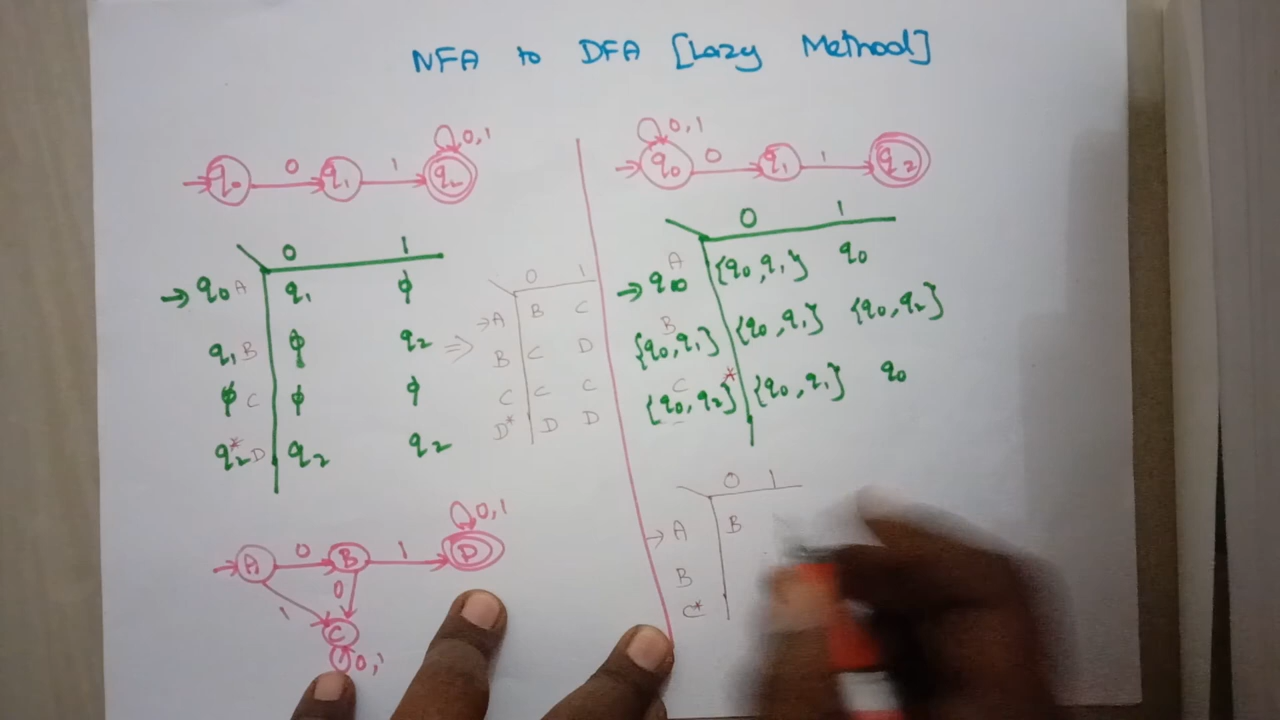 NFA to DFA [Lazy Method]
q0 0 q1 1 q2 0,1
0 1
→ q0 A q1 ϕ
q1 B ϕ q2
ϕ C ϕ ϕ
q2* D q2 q2
⇒
0 1
→A B C
B C D
C C C
D* D D
A 0 B 1 D 0,1
1 0
C
0,1
q0 0,1 0 q1 1 q2
0 1
A
→ q0 {q0,q1} q0
B
{q0,q1} {q0,q1} {q0,q2}
C
{q0,q2}* {q0,q1} q0
0 1
→ A B
B
C*